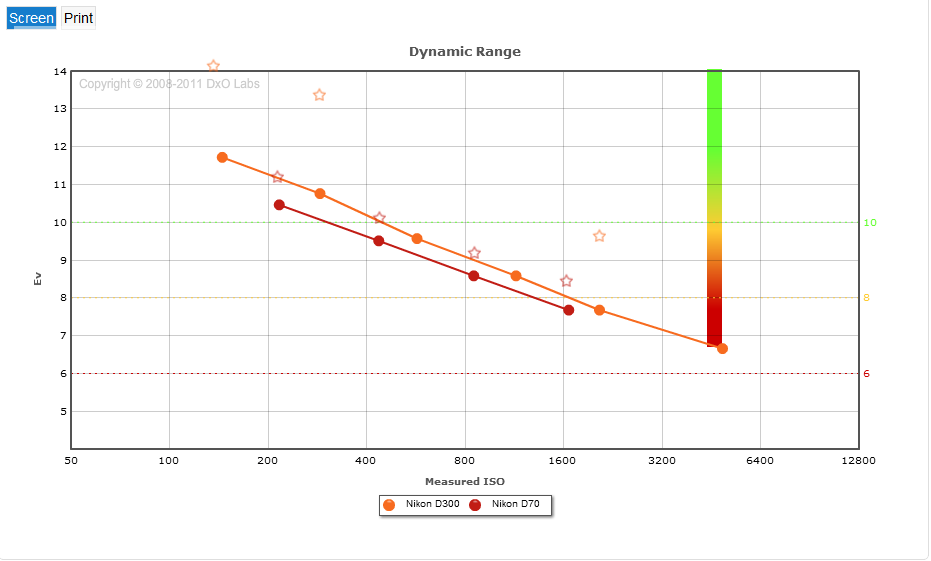 Screen Print
Dynamic Range
Copyright © 2008-2011 DxO Labs
14
13
12
11
10
9
8
7
6
5
10
8
6
Ev
50 100 200 400 800 1600 3200 6400 12800
Measured ISO
Nikon D300 Nikon D70